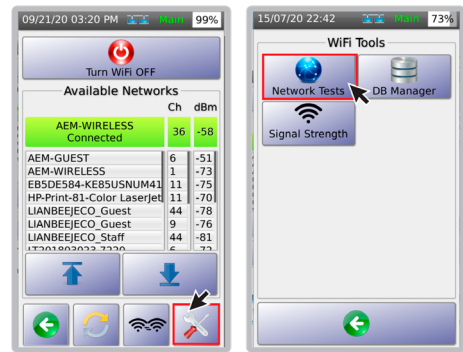 09/21/20 03:20 PM Main 99%
Turn WiFi OFF
Available Networks
Ch dBm
AEM-WIRELESS
Connected 36 -58
AEM-GUEST 6 -51
AEM-WIRELESS 1 -73
EB5DE584-KE85USNUM41 11 -75
HP-Print-81-Color LaserJet 11 -70
LIANBEEJECO_Guest 44 -78
LIANBEEJECO_Guest 9 -76
LIANBEEJECO_Staff 44 -81
6 -72
15/07/20 22:42 Main 73%
WiFi Tools
Network Tests DB Manager
Signal Strength